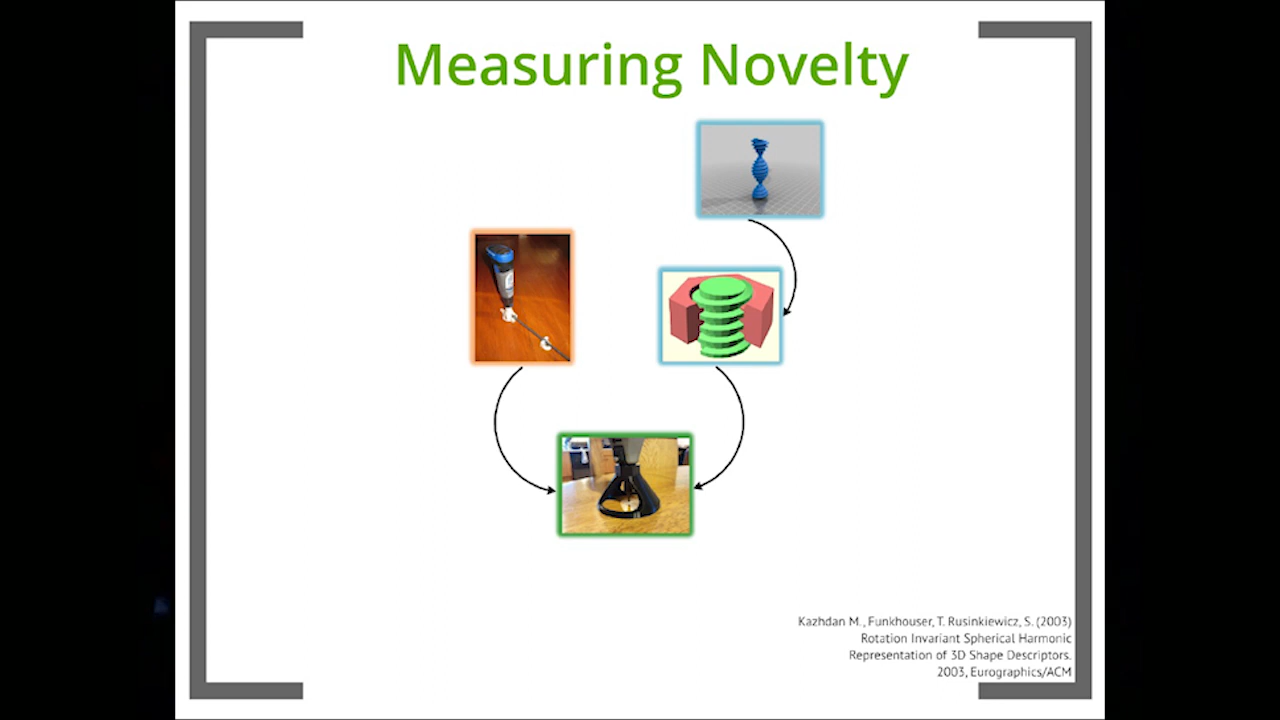 Measuring Novelty
Kazhdan M., Funkhouser, T. Rusinkiewicz, S. (2003)
Rotation Invariant Spherical Harmonic
Representation of 3D Shape Descriptors.
2003, Eurographics/ACM